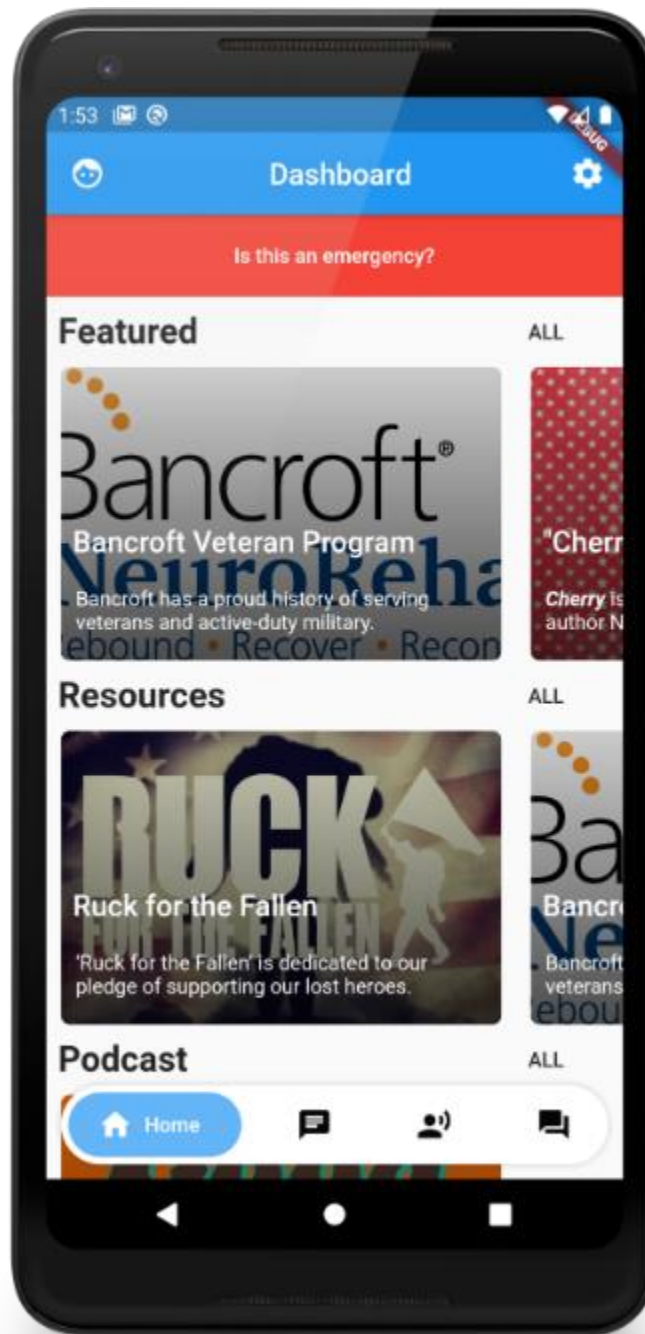 1:53
DEBUG
Dashboard
Is this an emergency?
Featured ALL
Bancroft®
Bancroft Veteran Program
"Cherr
NeuroReha
Bancroft has a proud history of serving
veterans and active-duty military.
Cherry is
author N
Rebound • Recover • Recon
Resources ALL
RUCK
FOR THE FALLEN
Ruck for the Fallen
'Ruck for the Fallen' is dedicated to our
pledge of supporting our lost heroes.
Ba
Bancr
Ne
Bancroft
veterans
ebou
Podcast ALL
Home